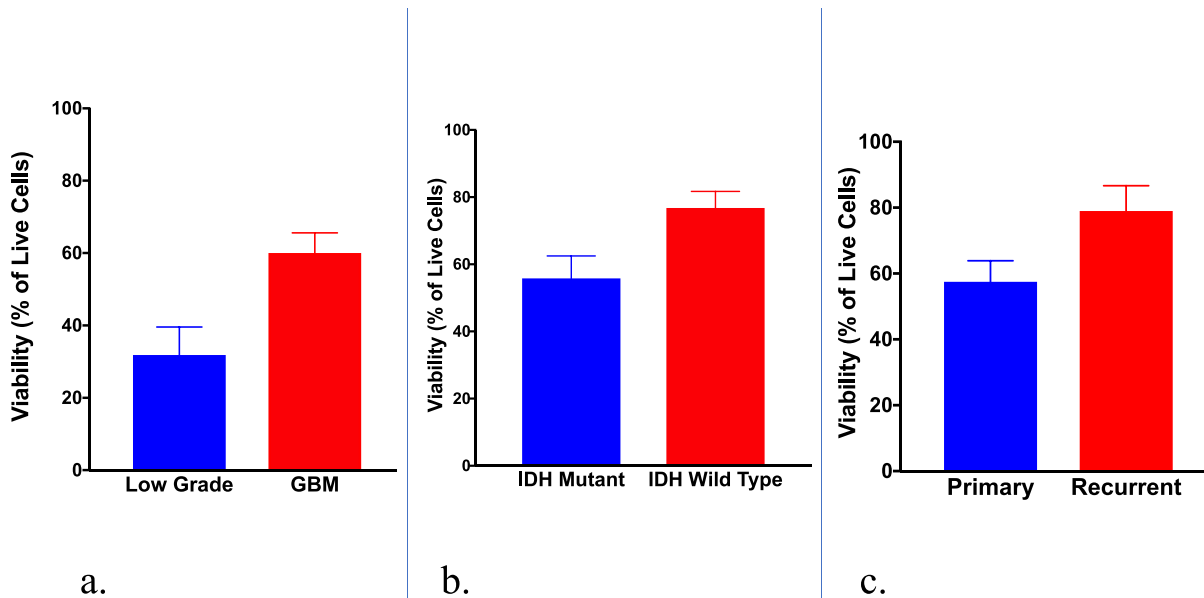 Viability (% of Live Cells)
100
80
60
40
20
0
Low Grade
GBM
a.
Viability (% of Live Cells)
100
80
60
40
20
0
IDH Mutant
IDH Wild Type
b.
Viability (% of Live Cells)
100
80
60
40
20
0
Primary
Recurrent
c.